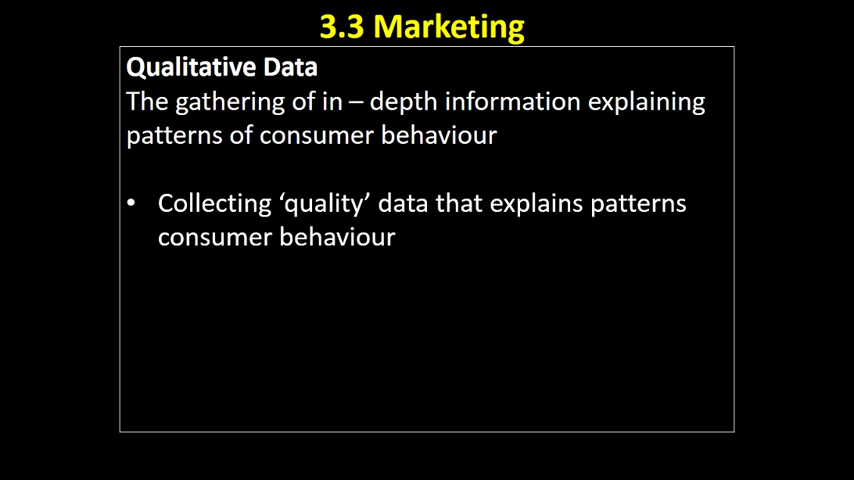 3.3 Marketing
Qualitative Data
The gathering of in – depth information explaining
patterns of consumer behaviour
• Collecting ‘quality’ data that explains patterns
consumer behaviour